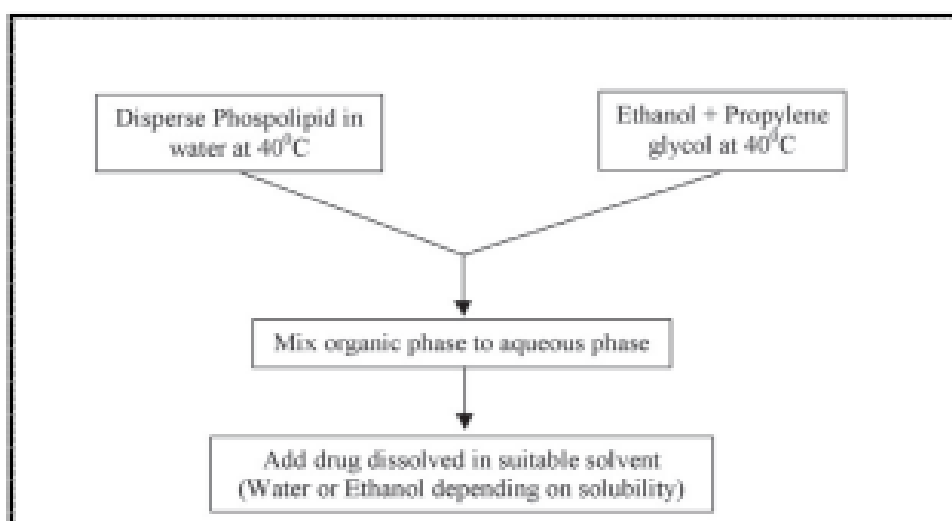 Disperse Phospolipid in
water at 40⁰C
Ethanol + Propylene
glycol at 40⁰C
Mix organic phase to aqueous phase
Add drug dissolved in suitable solvent
(Water or Ethanol depending on solubility)